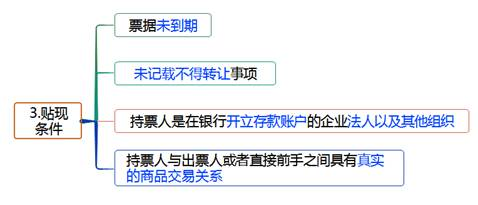 票据未到期
未记载不得转让事项
3.贴现
条件
持票人是在银行开立存款账户的企业法人以及其他组织
持票人与出票人或者直接前手之间具有真实
的商品交易关系